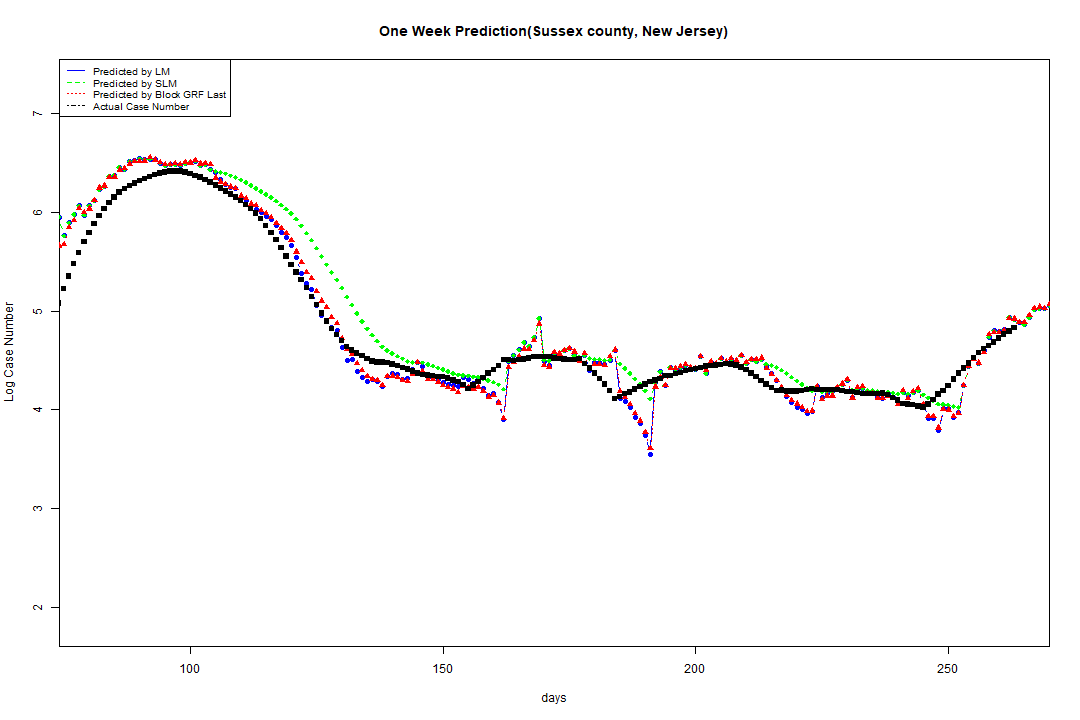 One Week Prediction(Sussex county, New Jersey)
Predicted by LM
Predicted by SLM
Predicted by Block GRF Last
Actual Case Number
7
6
5
4
3
2
Log Case Number
100 150 200 250
days